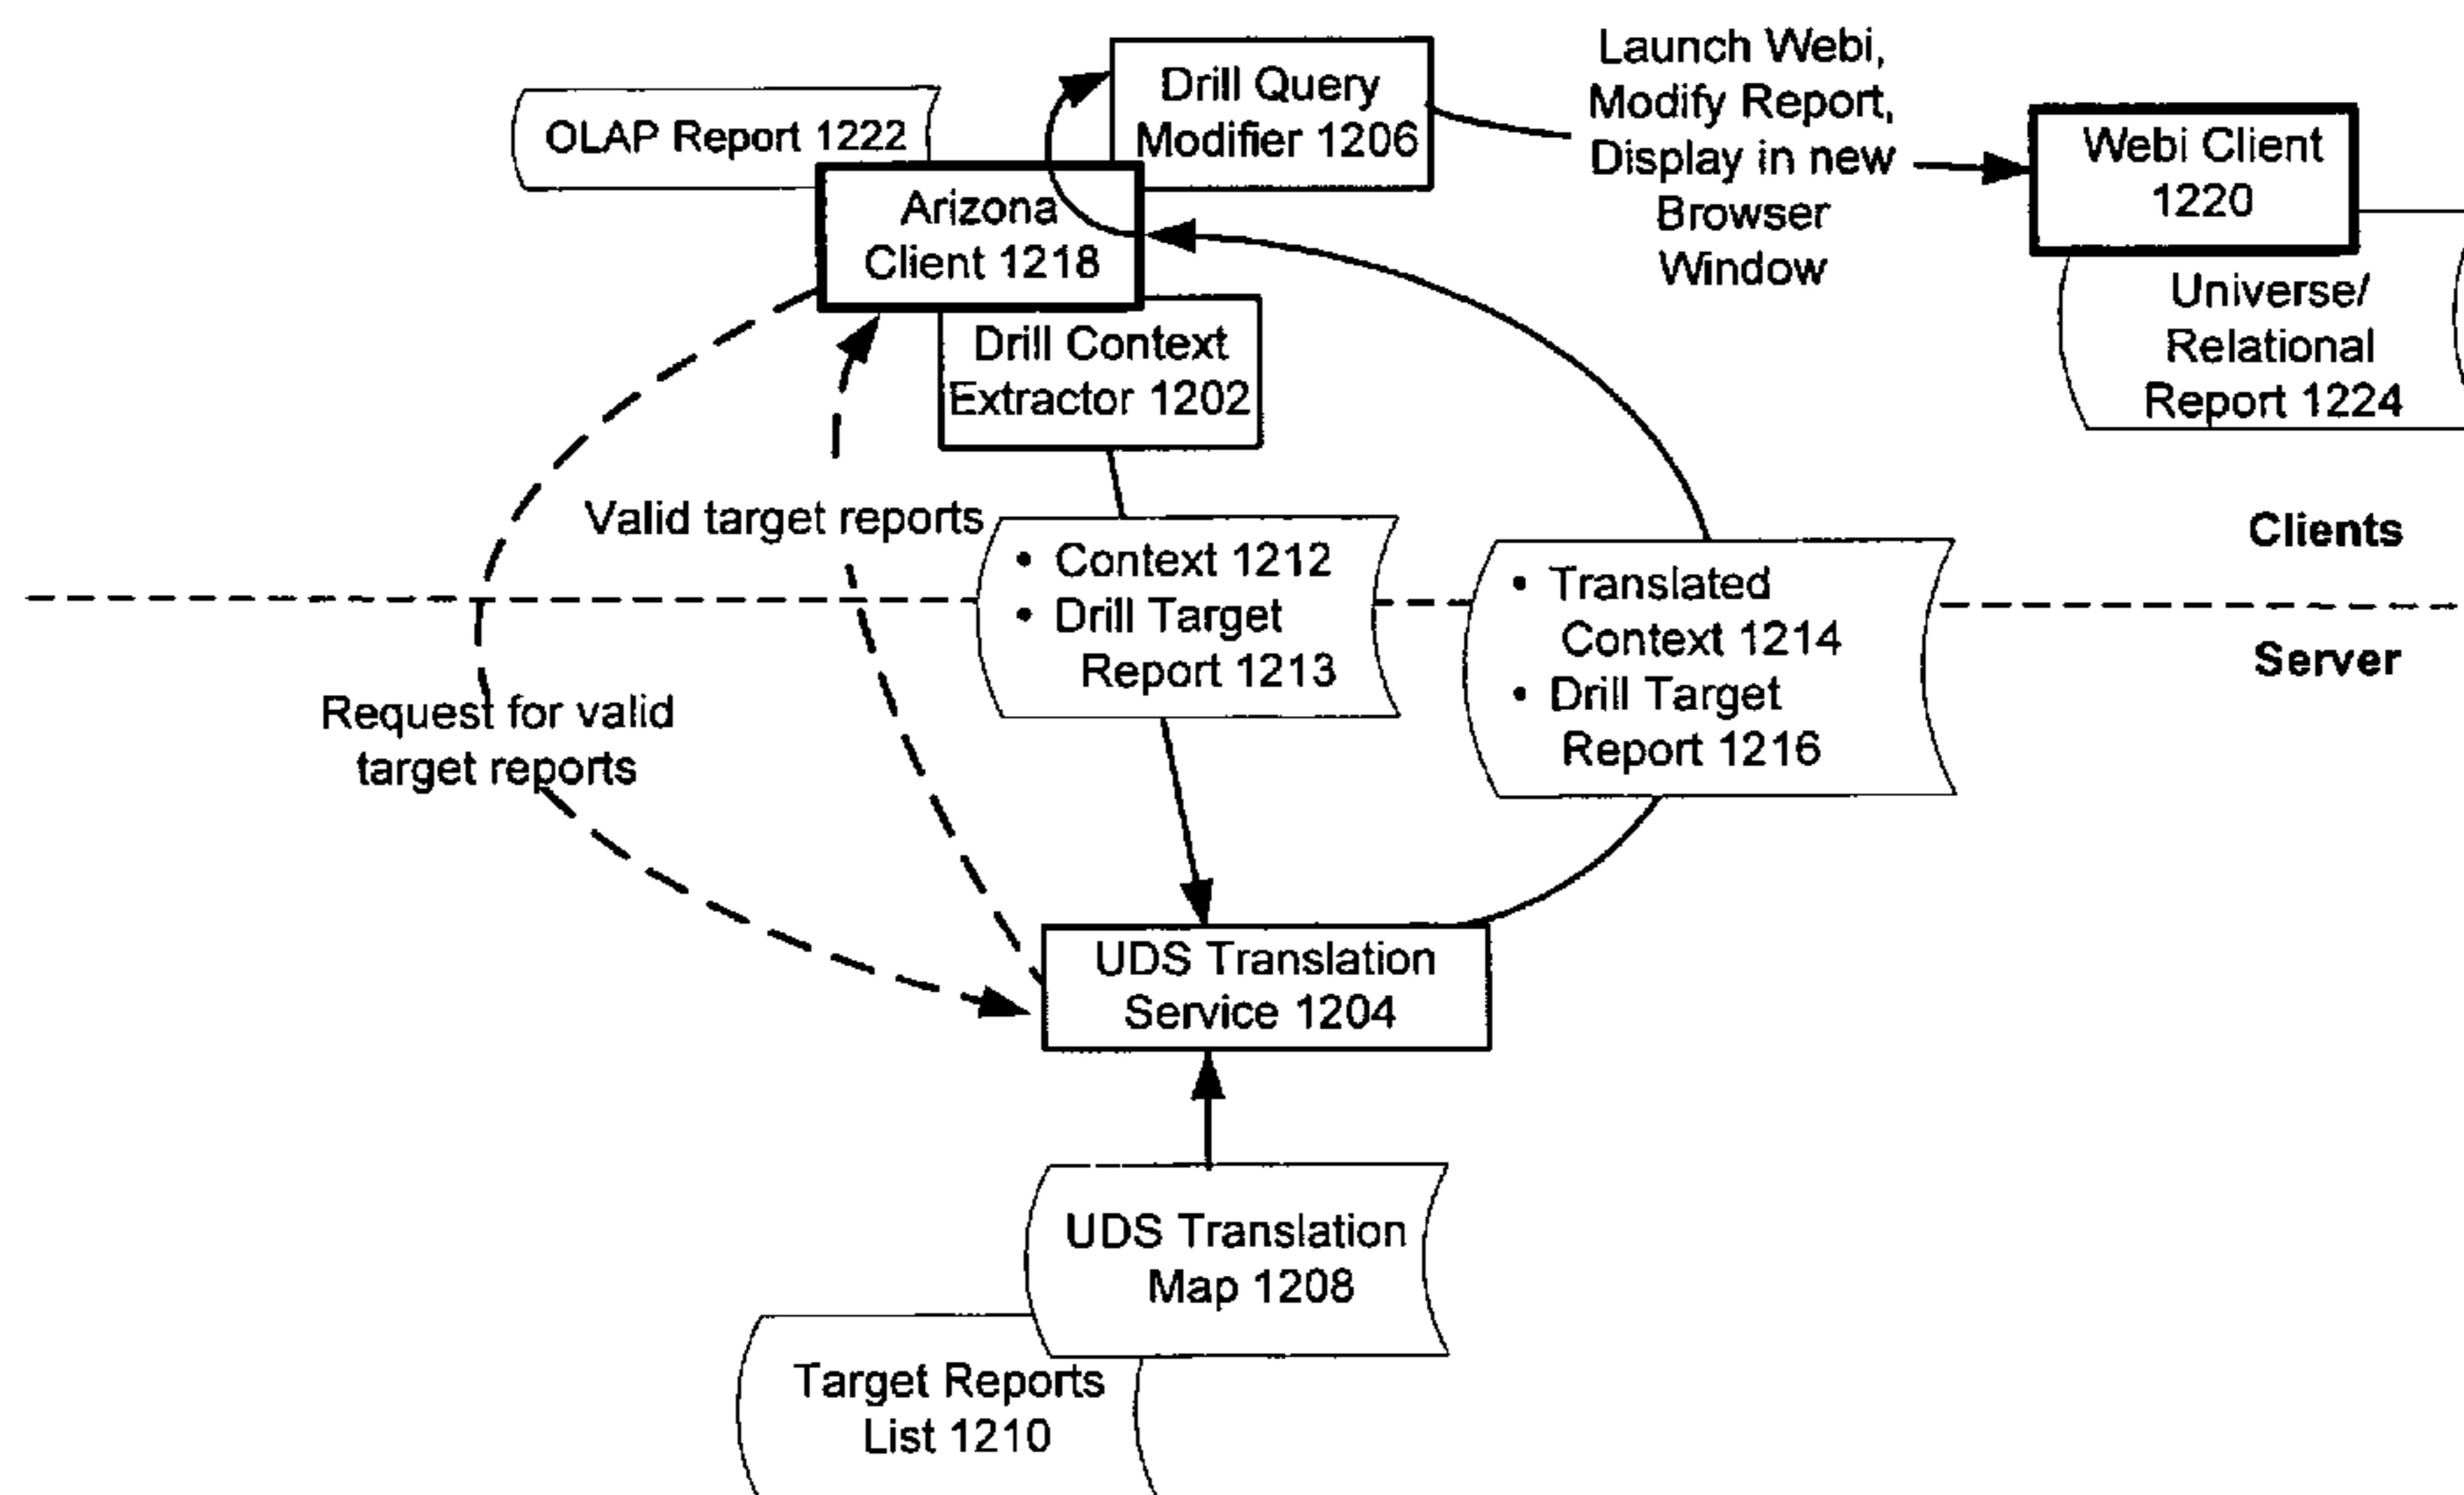 OLAP Report 1222
Drill Query
Modifier 1206
Launch Webi,
Modify Report,
Display in new
Browser
Window
Webi Client
1220
Arizona
Client 1218
Universe/
Relational
Report 1224
Drill Context
Extractor 1202
Valid target reports
• Context 1212
• Drill Target
Report 1213
• Translated
Context 1214
• Drill Target
Report 1216
Clients
Server
Request for valid
target reports
UDS Translation
Service 1204
UDS Translation
Map 1208
Target Reports
List 1210